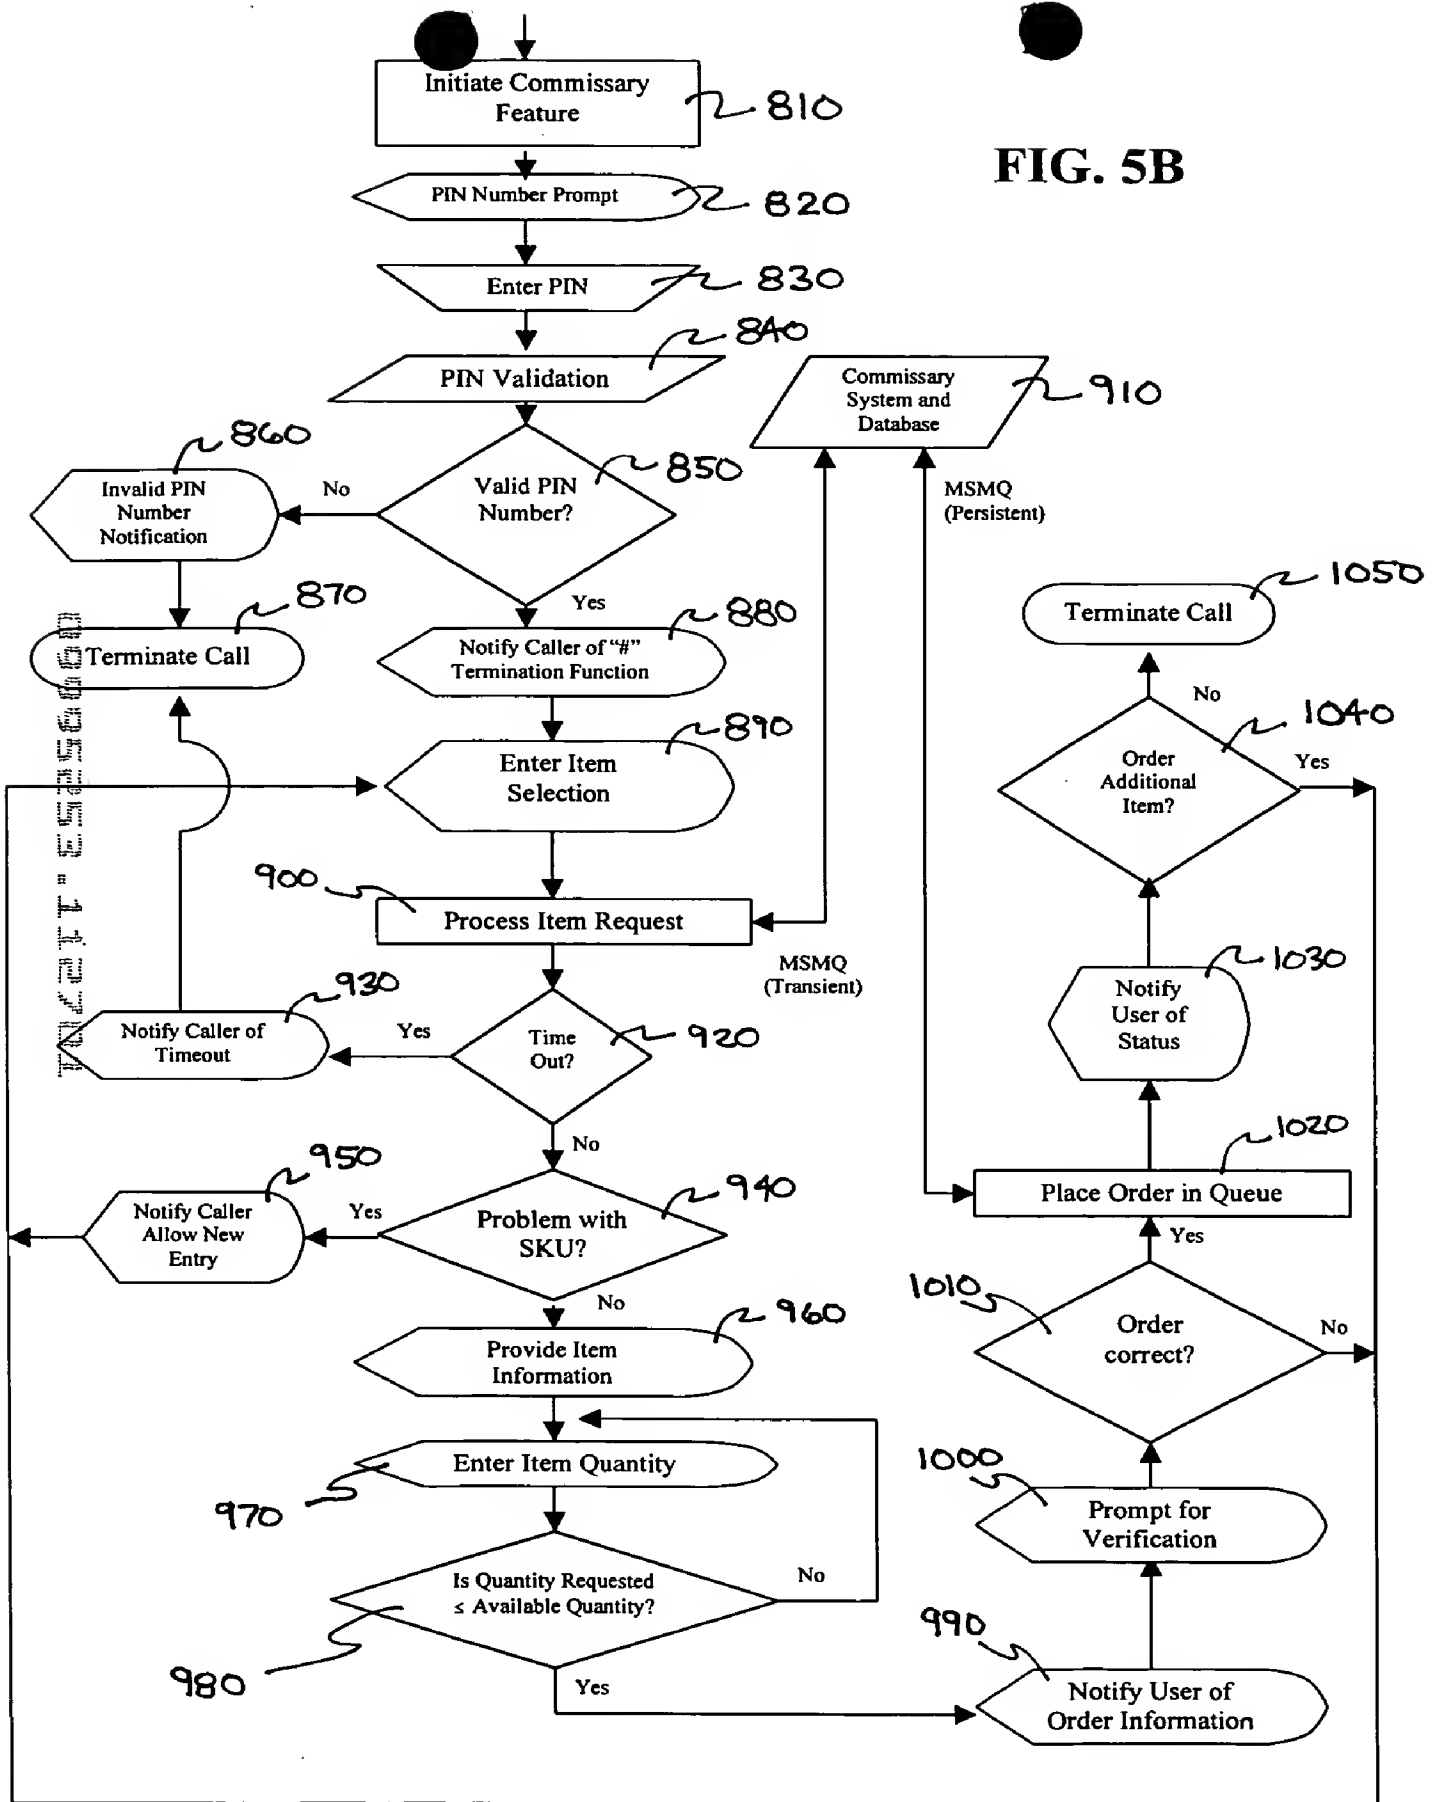 FIG. 5B
Initiate Commissary
Feature
810
PIN Number Prompt
820
Enter PIN
830
840
PIN Validation
Commissary
System and
Database
910
860
850
Valid PIN
Number?
No
Invalid PIN
Number
Notification
MSMQ
(Persistent)
Yes
870
Terminate Call
880
Notify Caller of "#"
Termination Function
1050
Terminate Call
No
890
Enter Item
Selection
1040
Order
Additional
Item?
Yes
900
Process Item Request
MSMQ
(Transient)
930
Notify Caller of
Timeout
Yes
Time
Out?
920
1030
Notify
User of
Status
No
950
Notify Caller
Allow New
Entry
Yes
Problem with
SKU?
940
1020
Place Order in Queue
Yes
No
960
Provide Item
Information
1010
Order
correct?
No
Enter Item Quantity
970
1000
Prompt for
Verification
Is Quantity Requested
≤ Available Quantity?
No
980
Yes
990
Notify User of
Order Information